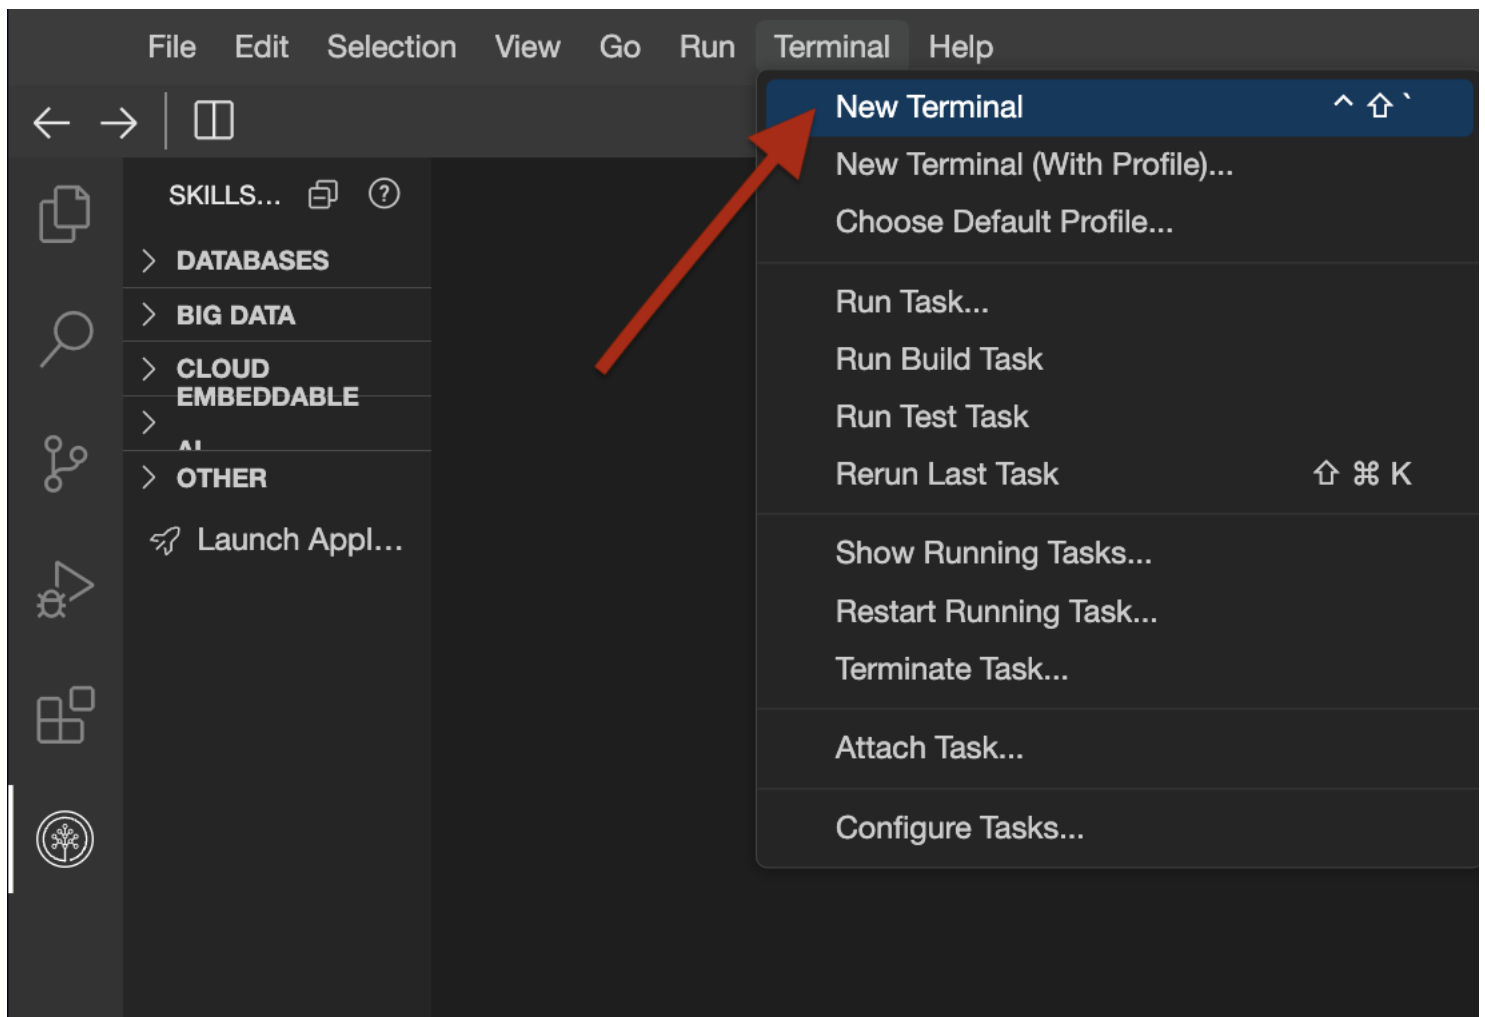 File Edit Selection View Go Run Terminal Help
New Terminal ^ ⇧ `
New Terminal (With Profile)...
Choose Default Profile...
Run Task...
Run Build Task
Run Test Task
Rerun Last Task ⇧ ⌘ K
Show Running Tasks...
Restart Running Task...
Terminate Task...
Attach Task...
Configure Tasks...
SKILLS...
DATABASES
BIG DATA
CLOUD
EMBEDDABLE
AI
OTHER
Launch Appl...